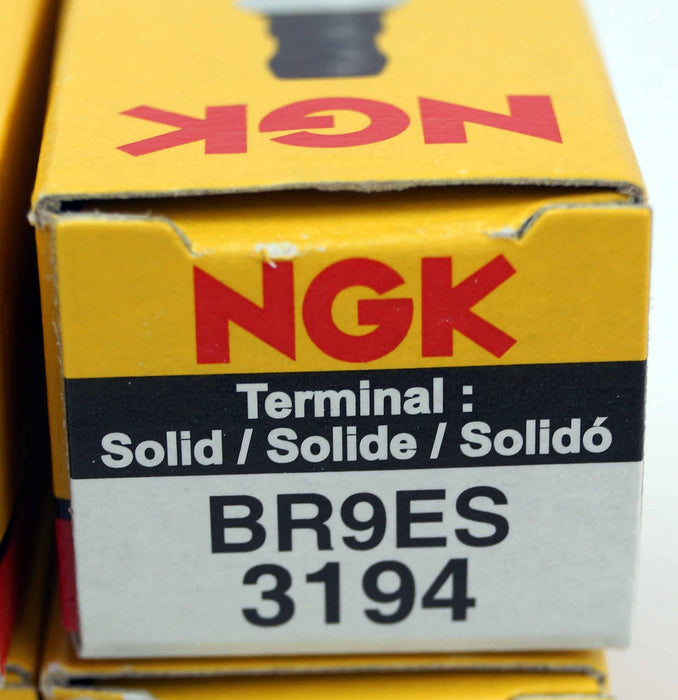 NGK
NGK
Terminal :
Solid / Solide / Solidó
BR9ES
3194